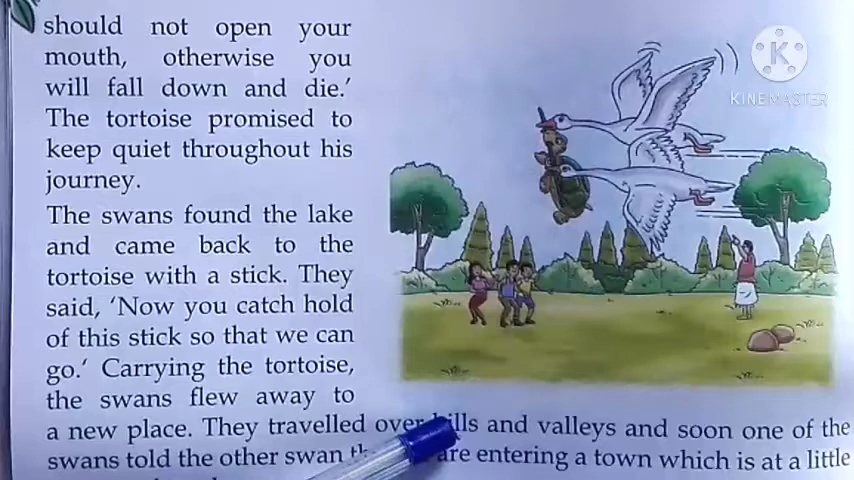 should not open your
mouth, otherwise you
will fall down and die.'
The tortoise promised to
keep quiet throughout his
journey.
The swans found the lake
and came back to the
tortoise with a stick. They
said, 'Now you catch hold
of this stick so that we can
go.' Carrying the tortoise,
the swans flew away to
a new place. They travelled over hills and valleys and soon one of the
swans told the other swan are entering a town which is at a little
K
KINEMASTER